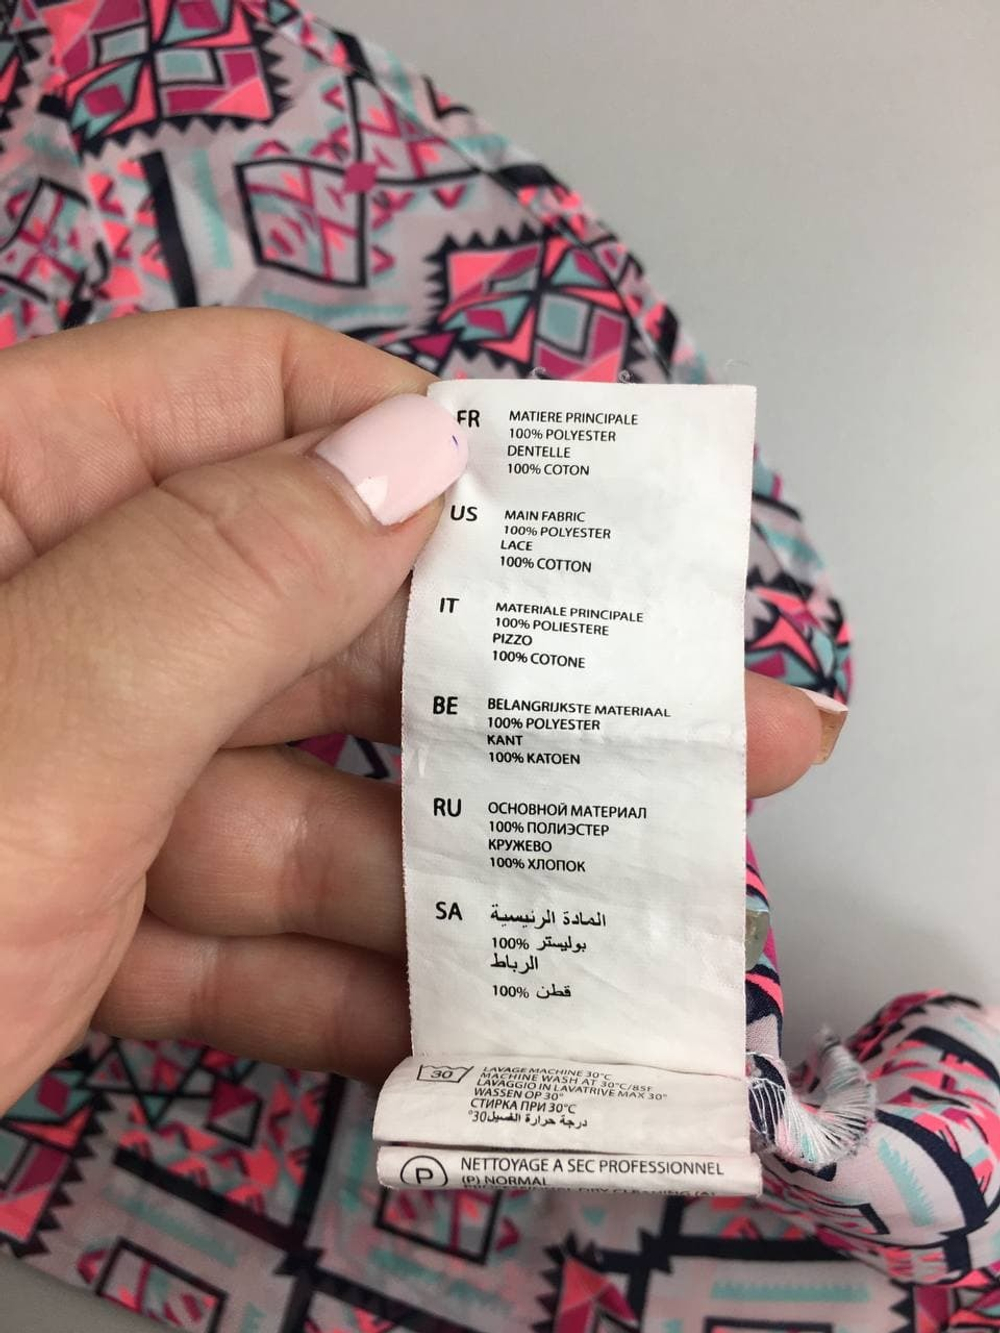 FR MATIERE PRINCIPALE
100% POLYESTER
DENTELLE
100% COTON
US MAIN FABRIC
100% POLYESTER
LACE
100% COTTON
IT MATERIALE PRINCIPALE
100% POLIESTERE
PIZZO
100% COTONE
BE BELANGRIJKSTE MATERIAAL
100% POLYESTER
KANT
100% KATOEN
RU ОСНОВНОЙ МАТЕРИАЛ
100% ПОЛИЭСТЕР
КРУЖЕВО
100% ХЛОПОК
SA المادة الرئيسية
بوليستر 100%
الرباط
قطن 100%
30 LAVAGE MACHINE 30°C
MACHINE WASH AT 30°C/85F
LAVAGGIO IN LAVATRIVE MAX 30°
WASSEN OP 30°
СТИРКА ПРИ 30°C
درجة حرارة الغسيل30°
P NETTOYAGE A SEC PROFESSIONNEL
(P) NORMAL